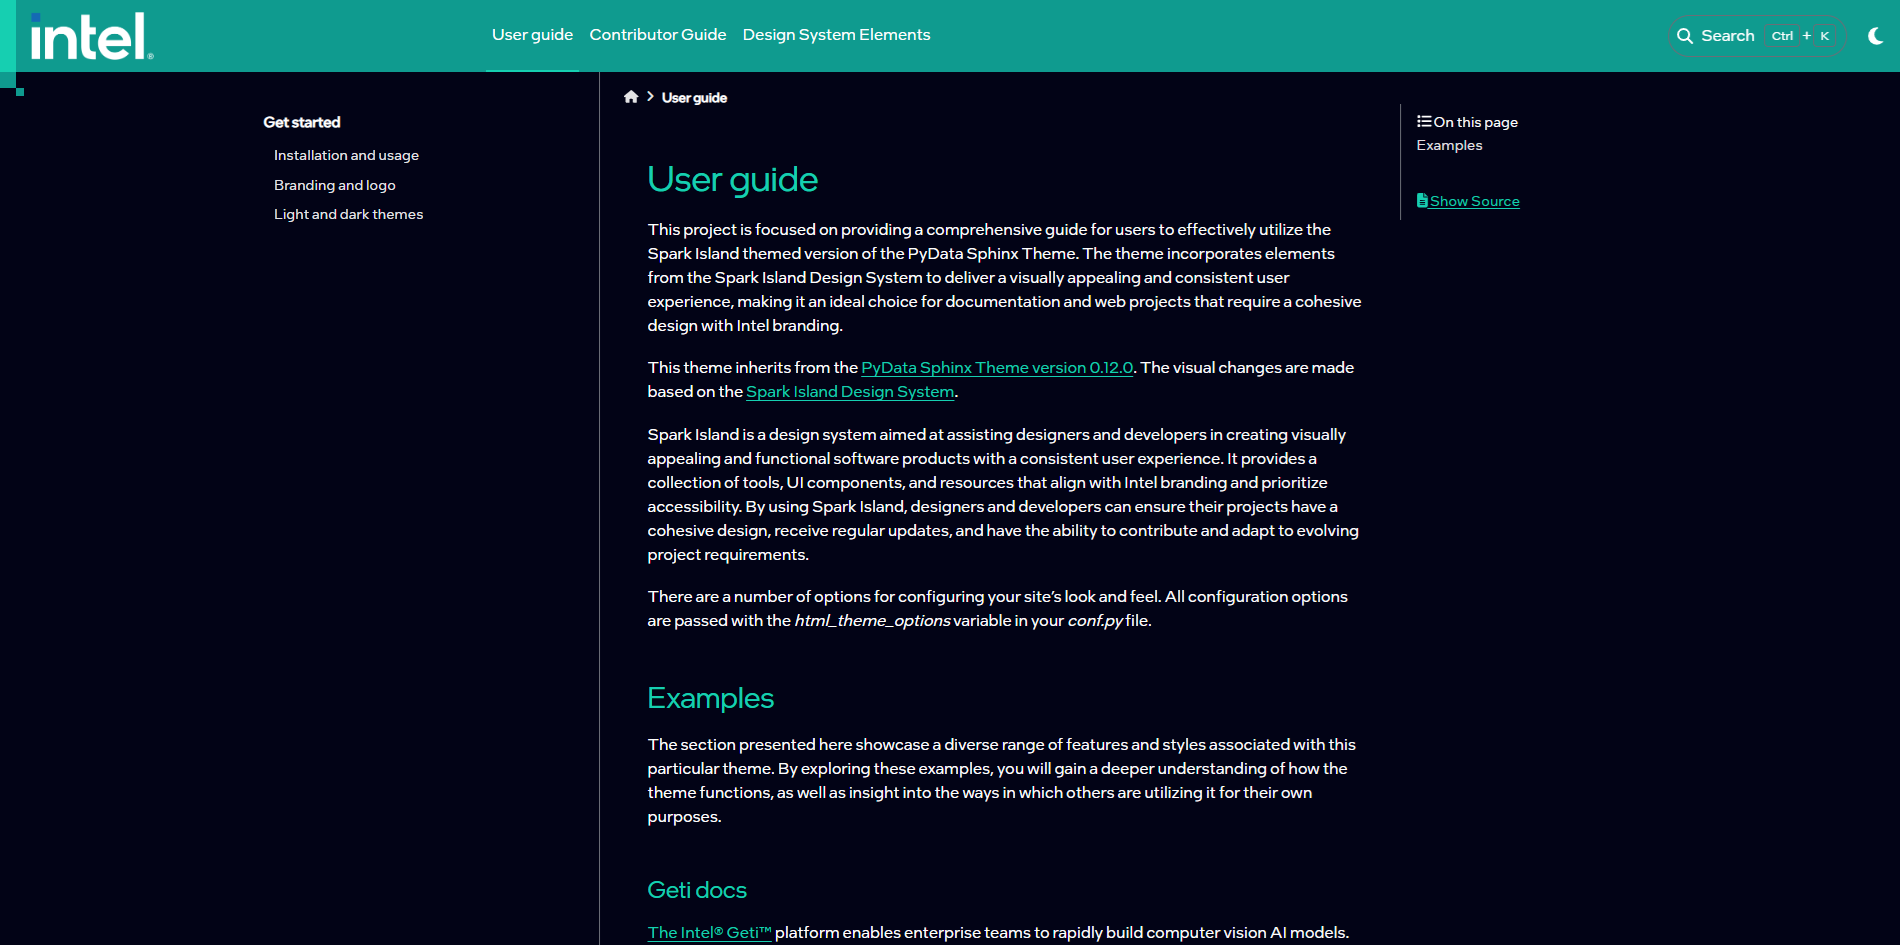 intel®
User guide Contributor Guide Design System Elements
Search Ctrl + K
Get started
Installation and usage
Branding and logo
Light and dark themes
User guide
User guide
This project is focused on providing a comprehensive guide for users to effectively utilize the
Spark Island themed version of the PyData Sphinx Theme. The theme incorporates elements
from the Spark Island Design System to deliver a visually appealing and consistent user
experience, making it an ideal choice for documentation and web projects that require a cohesive
design with Intel branding.
This theme inherits from the PyData Sphinx Theme version 0.12.0. The visual changes are made
based on the Spark Island Design System.
Spark Island is a design system aimed at assisting designers and developers in creating visually
appealing and functional software products with a consistent user experience. It provides a
collection of tools, UI components, and resources that align with Intel branding and prioritize
accessibility. By using Spark Island, designers and developers can ensure their projects have a
cohesive design, receive regular updates, and have the ability to contribute and adapt to evolving
project requirements.
There are a number of options for configuring your site’s look and feel. All configuration options
are passed with the html_theme_options variable in your conf.py file.
Examples
The section presented here showcase a diverse range of features and styles associated with this
particular theme. By exploring these examples, you will gain a deeper understanding of how the
theme functions, as well as insight into the ways in which others are utilizing it for their own
purposes.
Geti docs
The Intel® Geti™ platform enables enterprise teams to rapidly build computer vision AI models.
On this page
Examples
Show Source